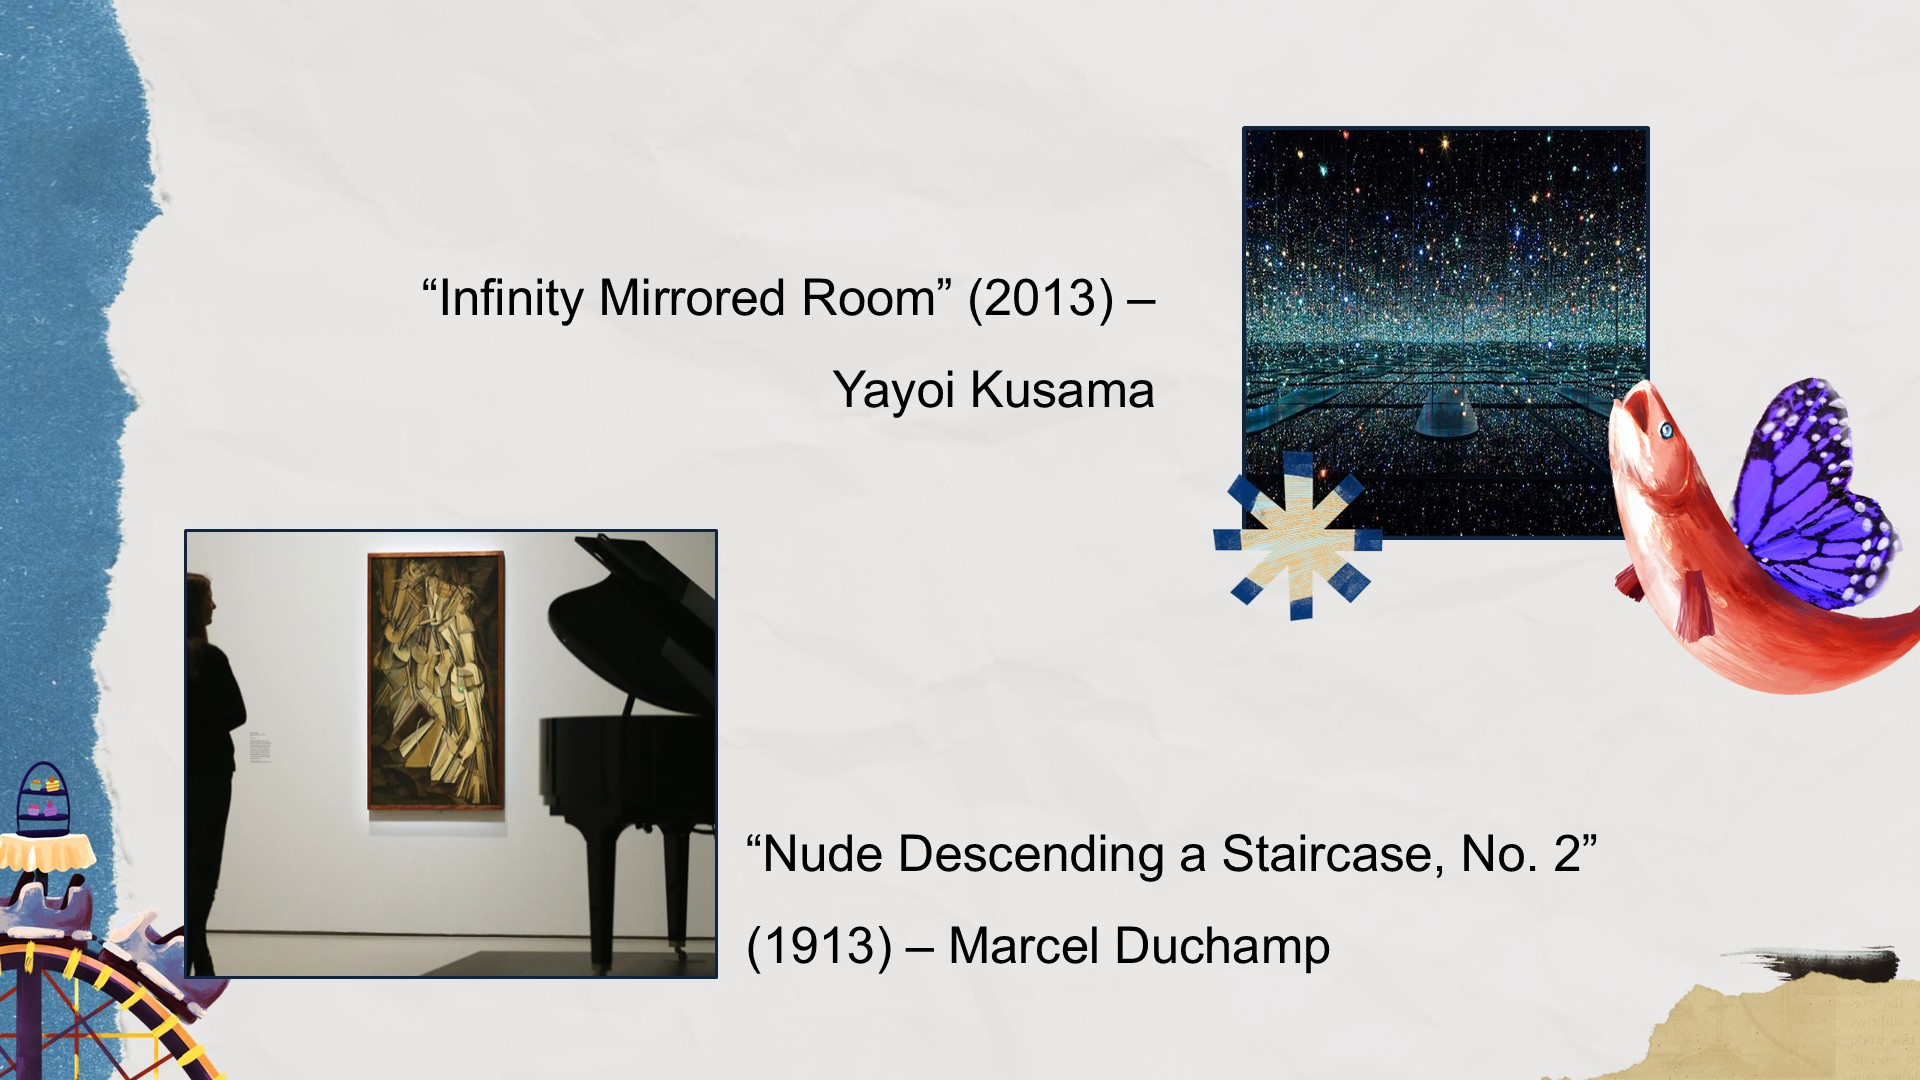 “Infinity Mirrored Room” (2013) –
Yayoi Kusama
“Nude Descending a Staircase, No. 2”
(1913) – Marcel Duchamp